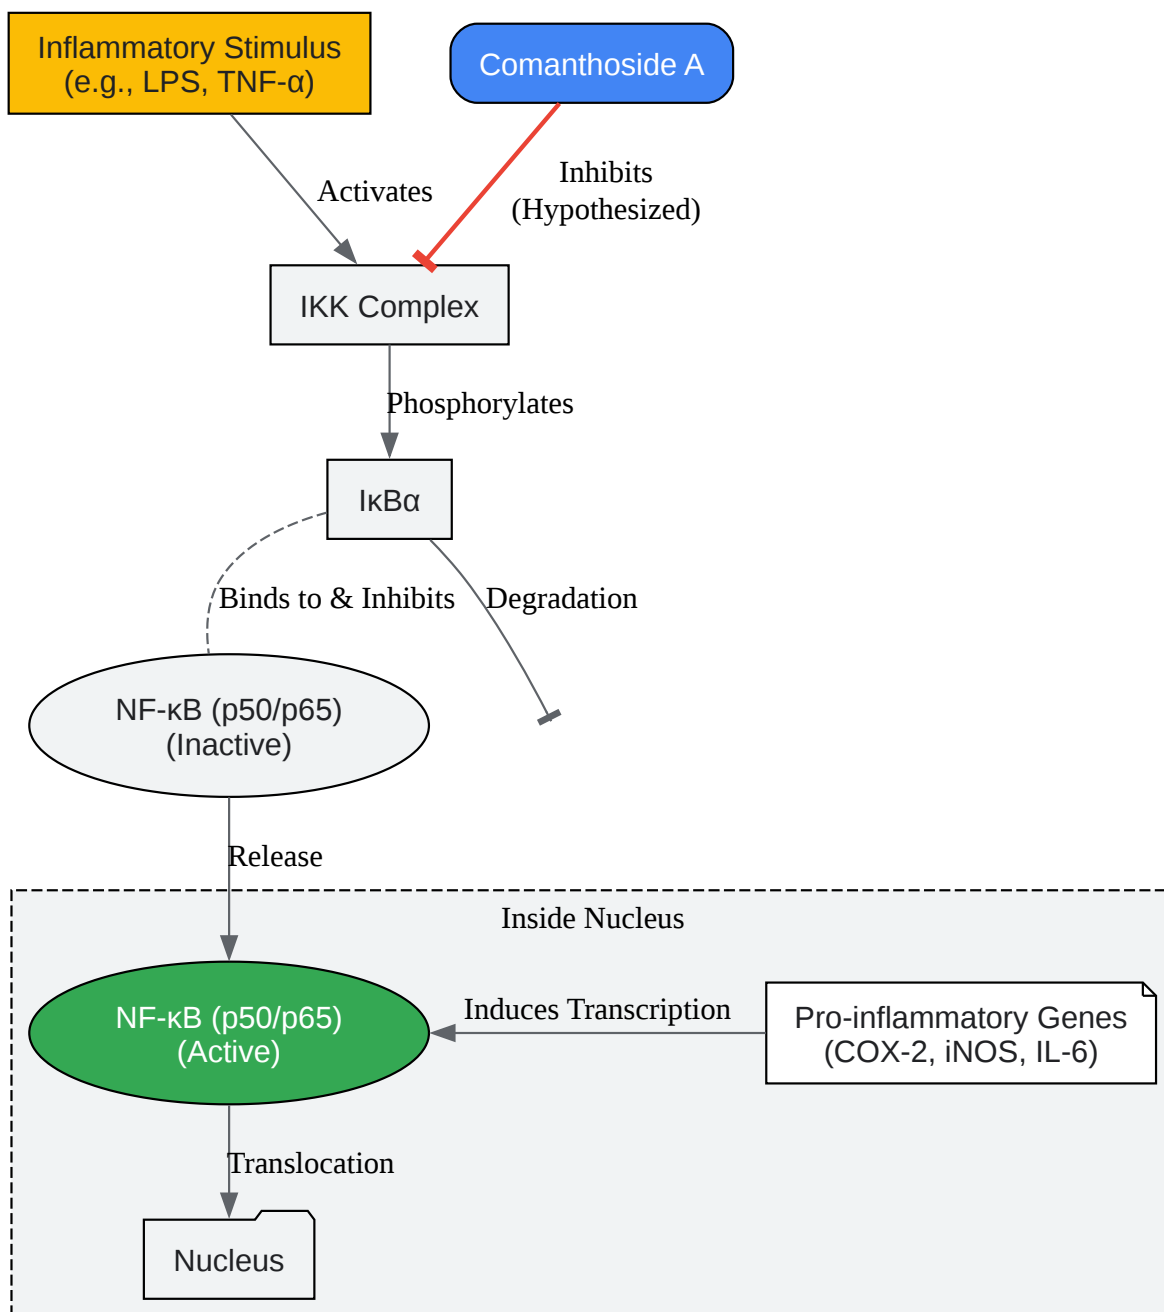 Inflammatory Stimulus
(e.g., LPS, TNF-α)
Comanthoside A
Activates
Inhibits
(Hypothesized)
IKK Complex
Phosphorylates
IκBα
Binds to & Inhibits
Degradation
NF-κB (p50/p65)
(Inactive)
Release
Inside Nucleus
NF-κB (p50/p65)
(Active)
Induces Transcription
Pro-inflammatory Genes
(COX-2, iNOS, IL-6)
Translocation
Nucleus